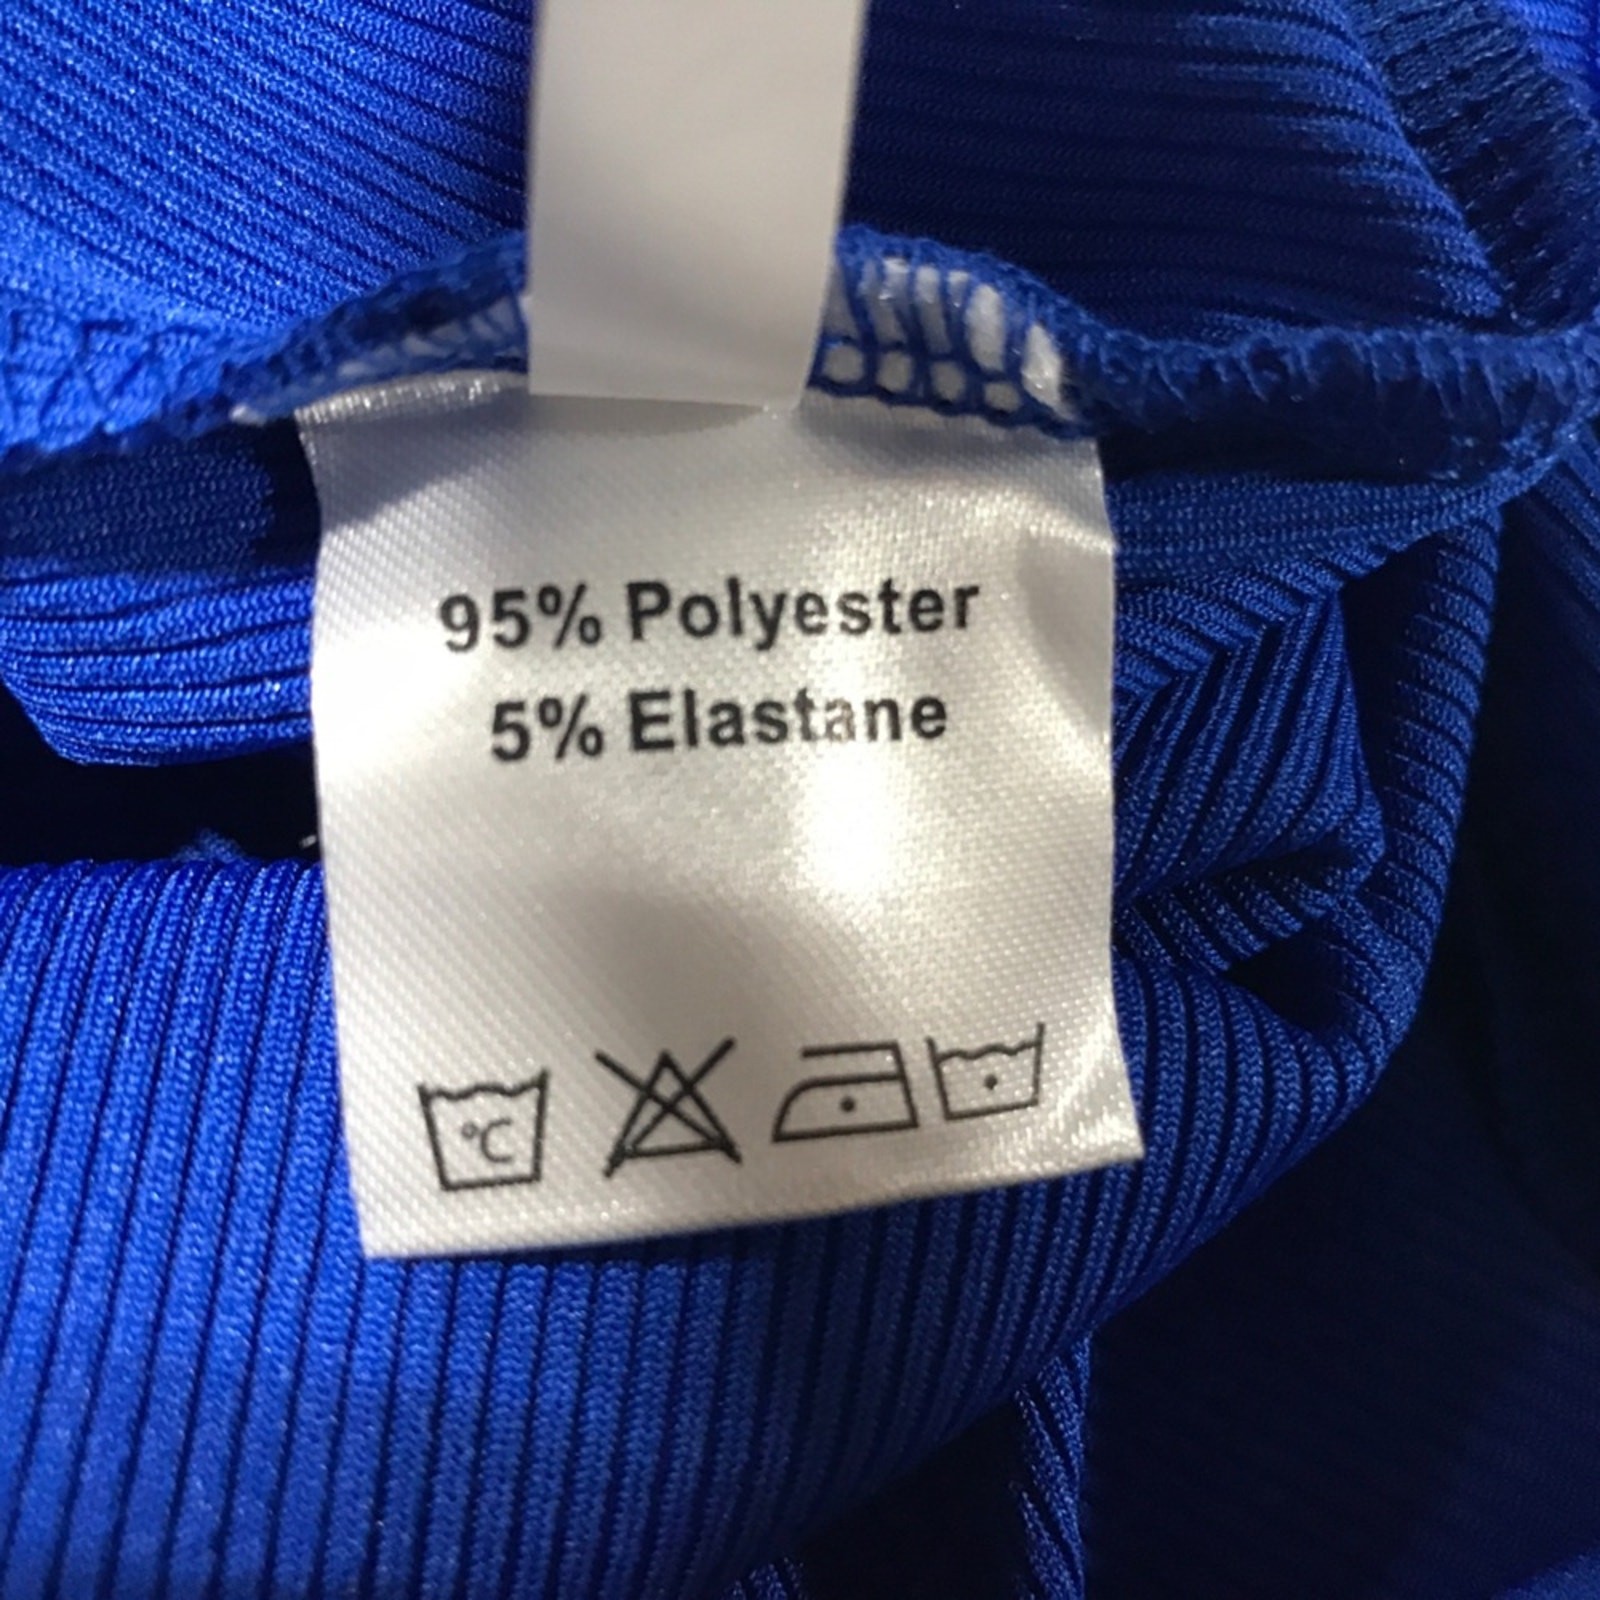 95% Polyester
5% Elastane
°C